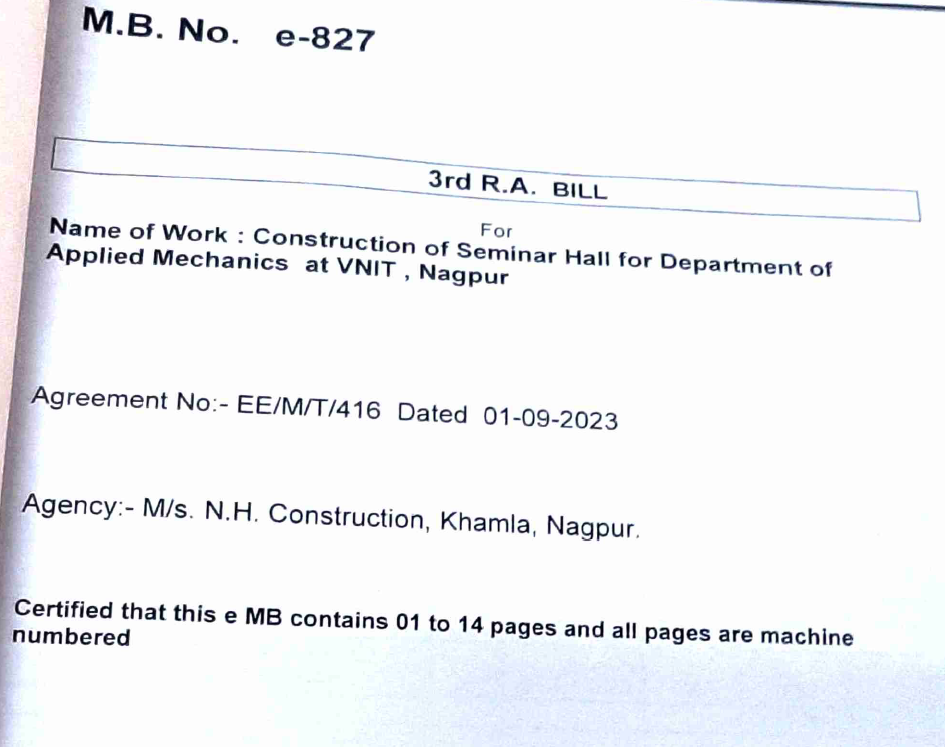 M.B. No. e-827
3rd R.A. BILL
For
Name of Work : Construction of Seminar Hall for Department of
Applied Mechanics at VNIT , Nagpur
Agreement No:- EE/M/T/416 Dated 01-09-2023
Agency:- M/s. N.H. Construction, Khamla, Nagpur.
Certified that this e MB contains 01 to 14 pages and all pages are machine
numbered